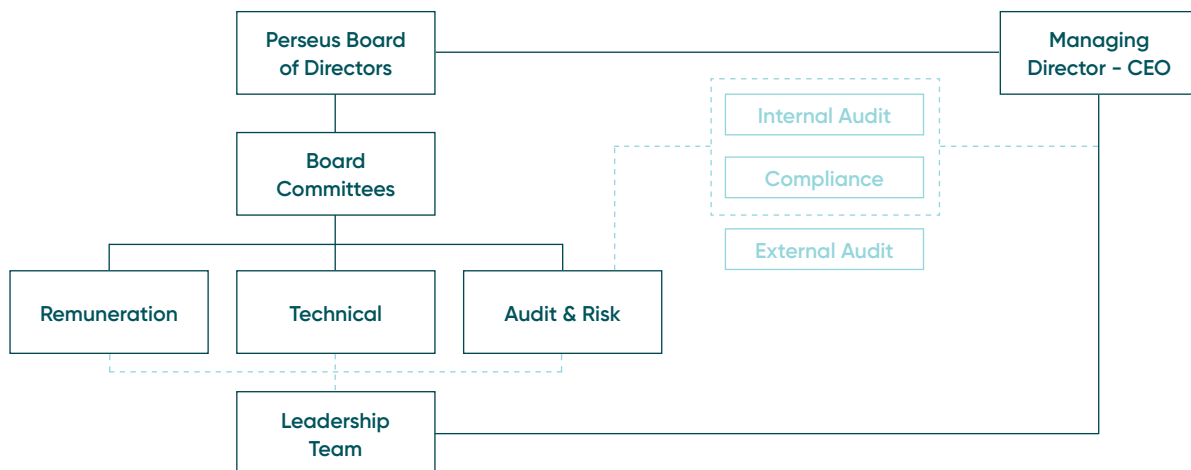 Perseus Board
of Directors
Managing
Director - CEO
Internal Audit
Board
Committees
Compliance
External Audit
Remuneration
Technical
Audit & Risk
Leadership
Team